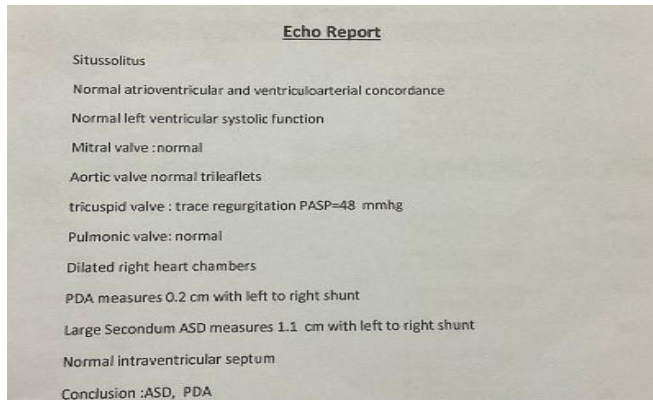 Echo Report
Situssolitus
Normal atrioventricular and ventriculoarterial concordance
Normal left ventricular systolic function
Mitral valve :normal
Aortic valve normal trileaflets
tricuspid valve : trace regurgitation PASP=48 mmhg
Pulmonic valve: normal
Dilated right heart chambers
PDA measures 0.2 cm with left to right shunt
Large Secondum ASD measures 1.1 cm with left to right shunt
Normal intraventricular septum
Conclusion :ASD, PDA